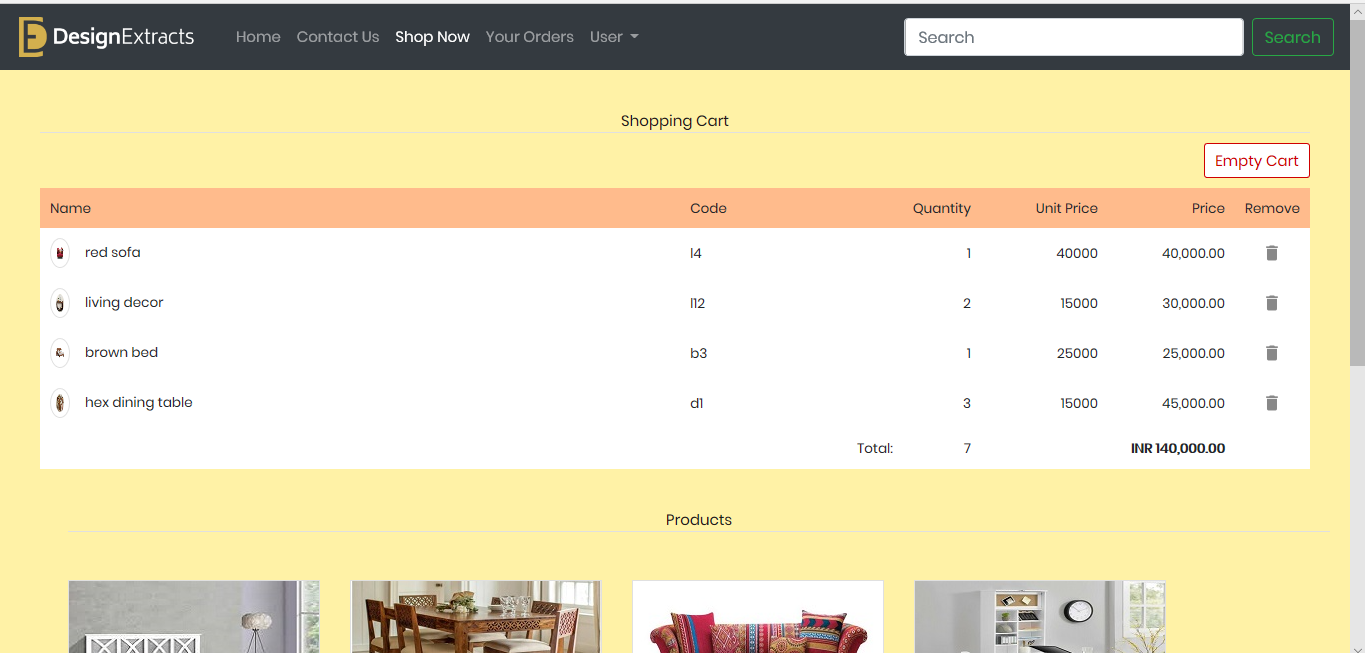 DesignExtracts Home Contact Us Shop Now Your Orders User Search Search
Shopping Cart
Empty Cart
Name Code Quantity Unit Price Price Remove
red sofa l4 1 40000 40,000.00
living decor l12 2 15000 30,000.00
brown bed b3 1 25000 25,000.00
hex dining table d1 3 15000 45,000.00
Total: 7 INR 140,000.00
Products